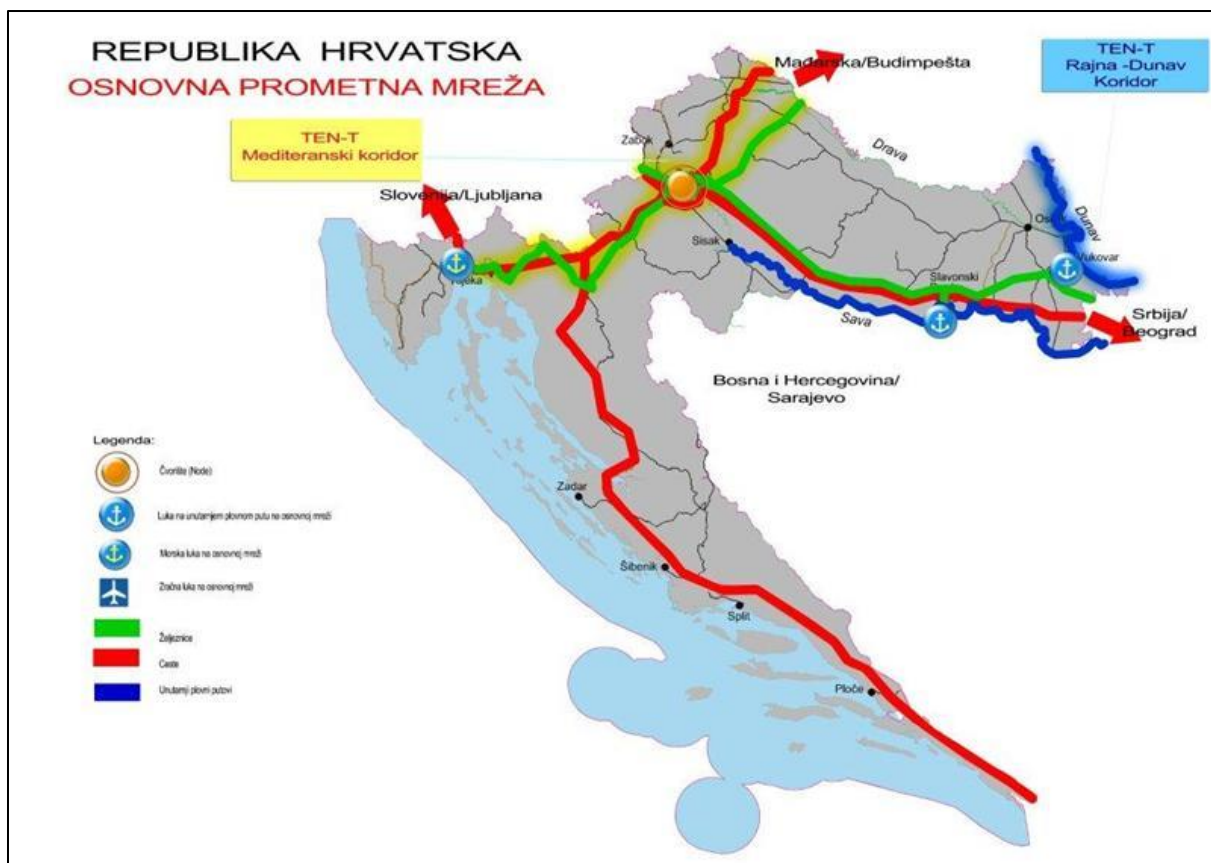 REPUBLIKA HRVATSKA
OSNOVNA PROMETNA MREŽA
TEN-T
Mediteranski koridor
Mađarska/Budimpešta
TEN-T
Rajna -Dunav
Koridor
Slovenija/Ljubljana
Zabok
Drava
Dunav
Vukovar
Sisak
Slavonski
Sava
Srbija/
Beograd
Bosna i Hercegovina/
Sarajevo
Zadar
Šibenik
Split
Ploče
Legenda:
Čvorište (Node)
Luka na unutarnjem plovnom putu na osnovnoj mreži
Morska luka na osnovnoj mreži
Zračna luka na osnovnoj mreži
Željeznice
Ceste
Unutarnji plovni putovi